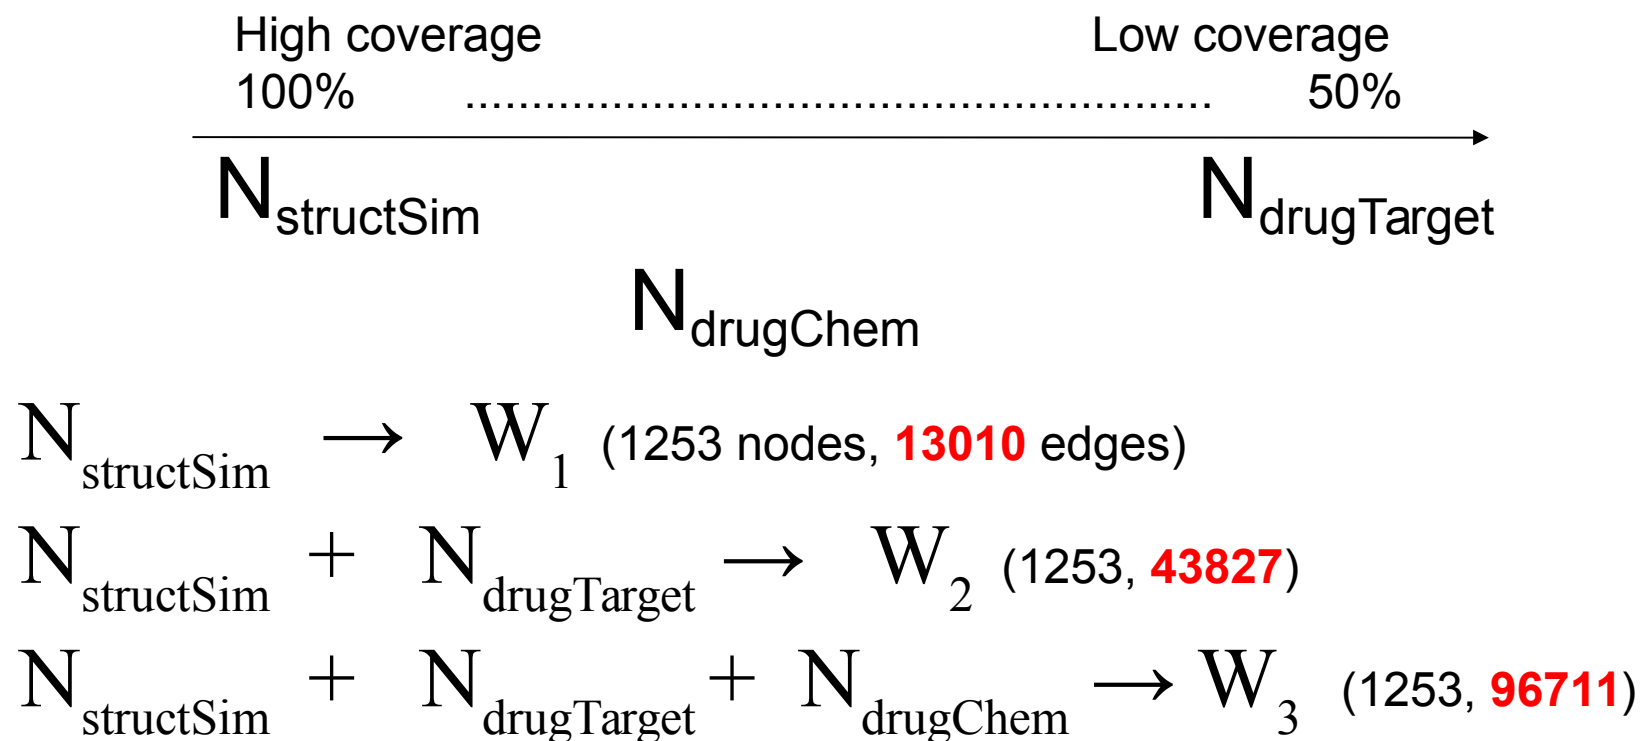 High coverage Low coverage
100% ........................................................ 50%
NstructSim NdrugTarget
NdrugChem
NstructSim → W1 (1253 nodes, 13010 edges)
NstructSim + NdrugTarget → W2 (1253, 43827)
NstructSim + NdrugTarget + NdrugChem → W3 (1253, 96711)